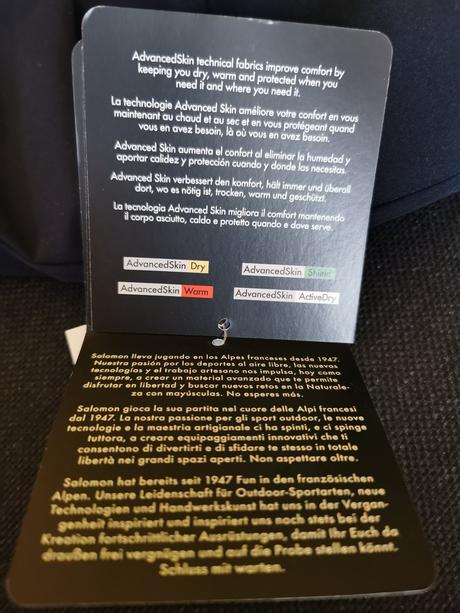 AdvancedSkin technical fabrics improve comfort by
keeping you dry, warm and protected when you
need it and where you need it.
La technologie Advanced Skin améliore votre confort en vous
maintenant au chaud et au sec et en vous protégeant quand
vous en avez besoin, là où vous en avez besoin.
Advanced Skin aumenta el confort al eliminar la humedad y
aportar calidez y protección cuando y donde las necesitas.
Advanced Skin verbessert den Komfort, hält immer und überall
dort, wo es nötig ist, trocken, warm und geschützt.
La tecnologia Advanced Skin migliora il comfort mantenendo
il corpo asciutto, caldo e protetto quando e dove serve.
AdvancedSkin Dry
AdvancedSkin Shield
AdvancedSkin Warm
AdvancedSkin ActiveDry
Salomon lleva jugando en los Alpes franceses desde 1947.
Nuestra pasión por los deportes al aire libre, las nuevas
tecnologías y el trabajo artesano nos impulsa, hoy como
siempre, a crear un material avanzado que te permite
disfrutar en libertad y buscar nuevos retos en la Naturale-
za con mayúsculas. No esperes más.
Salomon gioca la sua partita nel cuore delle Alpi francesi
dal 1947. La nostra passione per gli sport outdoor, le nuove
tecnologie e la maestria artigianale ci ha spinti, e ci spinge
tuttora, a creare equipaggiamenti innovativi che ti
consentono di divertirti e di sfidare te stesso in totale
libertà nei grandi spazi aperti. Non aspettare oltre.
Salomon hat bereits seit 1947 Fun in den französischen
Alpen. Unsere Leidenschaft für Outdoor-Sportarten, neue
Technologien und Handwerkskunst hat uns in der Vergan-
genheit inspiriert und inspiriert uns noch stets bei der
Kreation fortschrittlicher Ausrüstungen, damit Ihr Euch da
draußen frei vergnügen und auf die Probe stellen könnt.
Schluss mit warten.